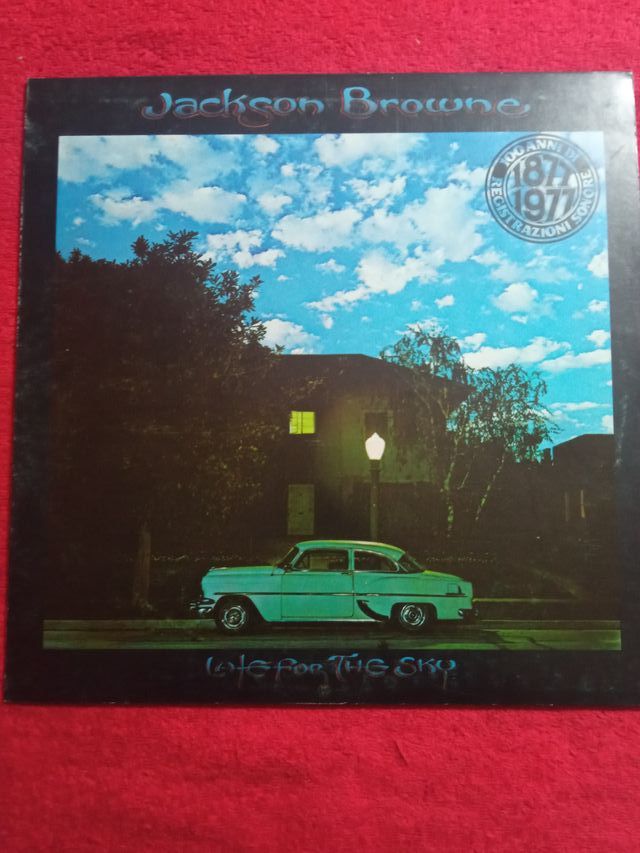 Jackson Browne
100 ANNI DI
1877
1977
REGISTRAZIONI SONORE
Late for The Sky